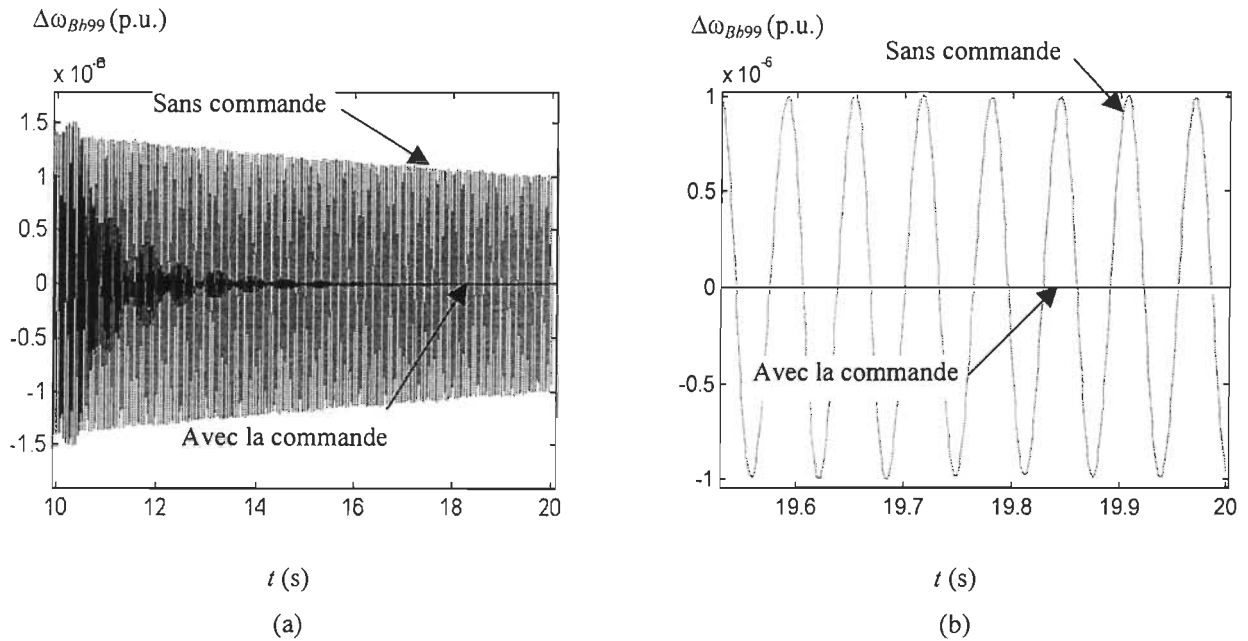 Δω_Bh99 (p.u.)
x 10^-6
Sans commande
1.5
1
0.5
0
-0.5
-1
-1.5
Avec la commande
10 12 14 16 18 20
t (s)
(a)
Δω_Bh99 (p.u.)
x 10^-6
Sans commande
1
0.5
0
-0.5
-1
Avec la commande
19.6 19.7 19.8 19.9 20
t (s)
(b)